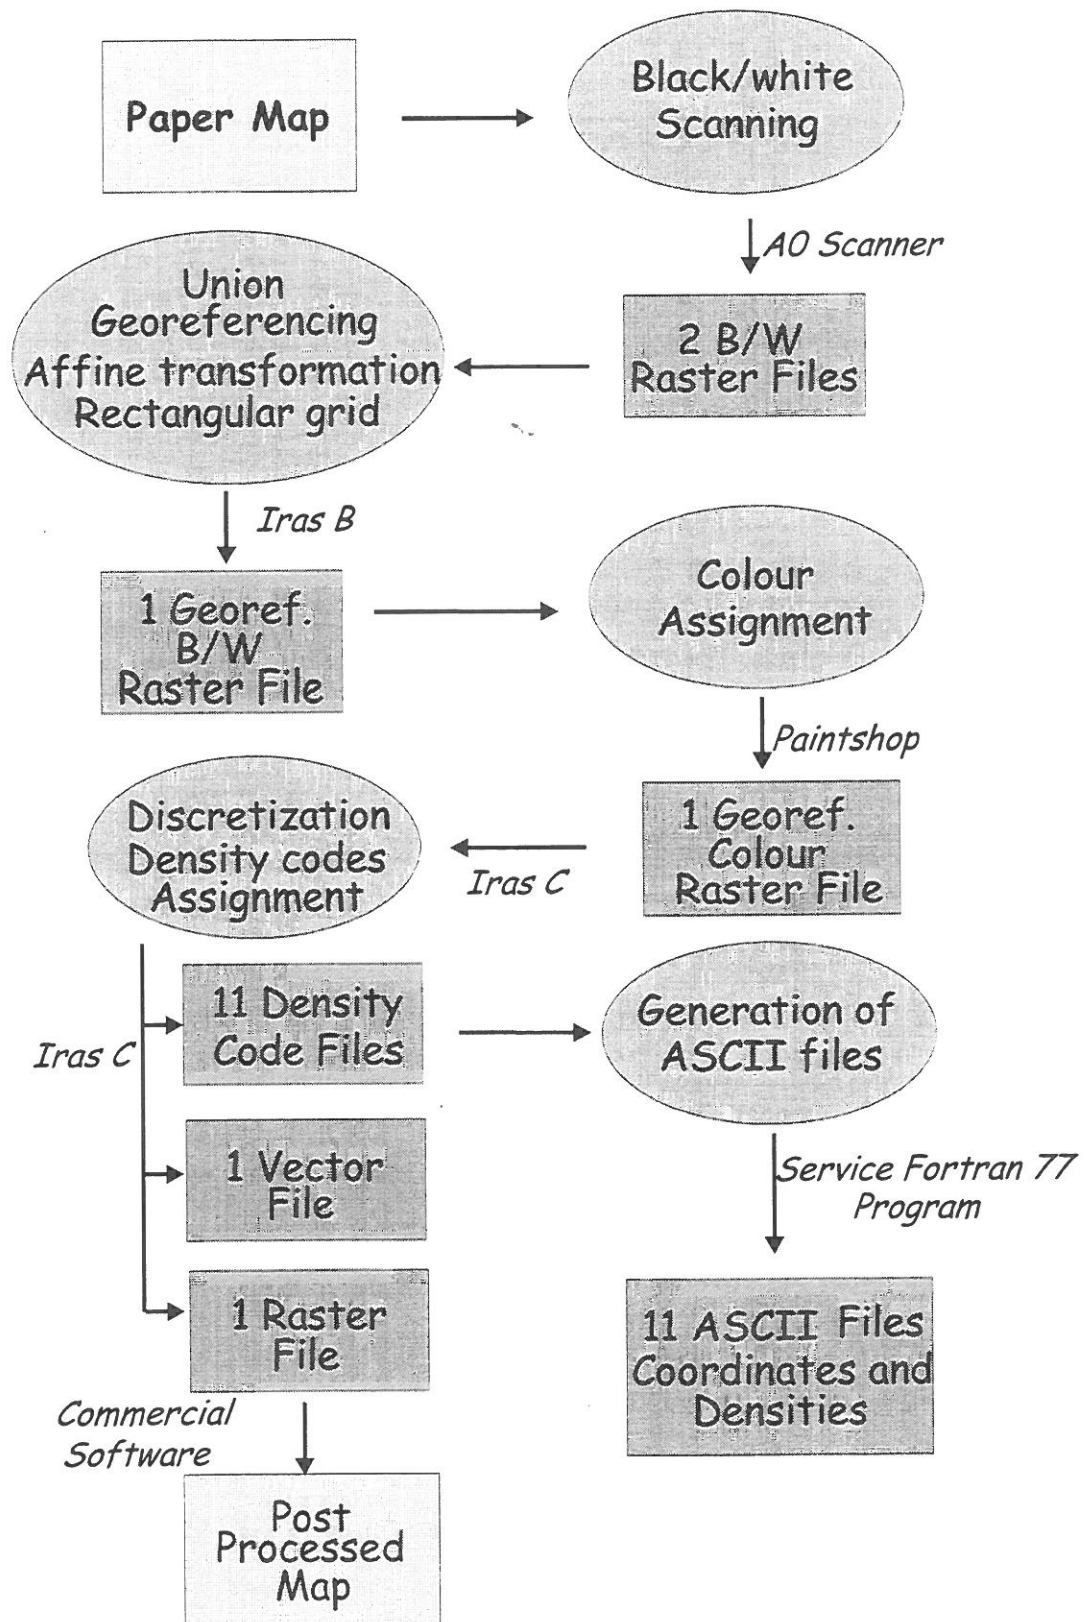 Paper Map
Black/white
Scanning
A0 Scanner
2 B/W
Raster Files
Union
Georeferencing
Affine transformation
Rectangular grid
Iras B
1 Georef.
B/W
Raster File
Colour
Assignment
Paintshop
1 Georef.
Colour
Raster File
Iras C
Discretization
Density codes
Assignment
Iras C
11 Density
Code Files
1 Vector
File
1 Raster
File
Generation of
ASCII files
Service Fortran 77
Program
11 ASCII Files
Coordinates and
Densities
Commercial
Software
Post
Processed
Map